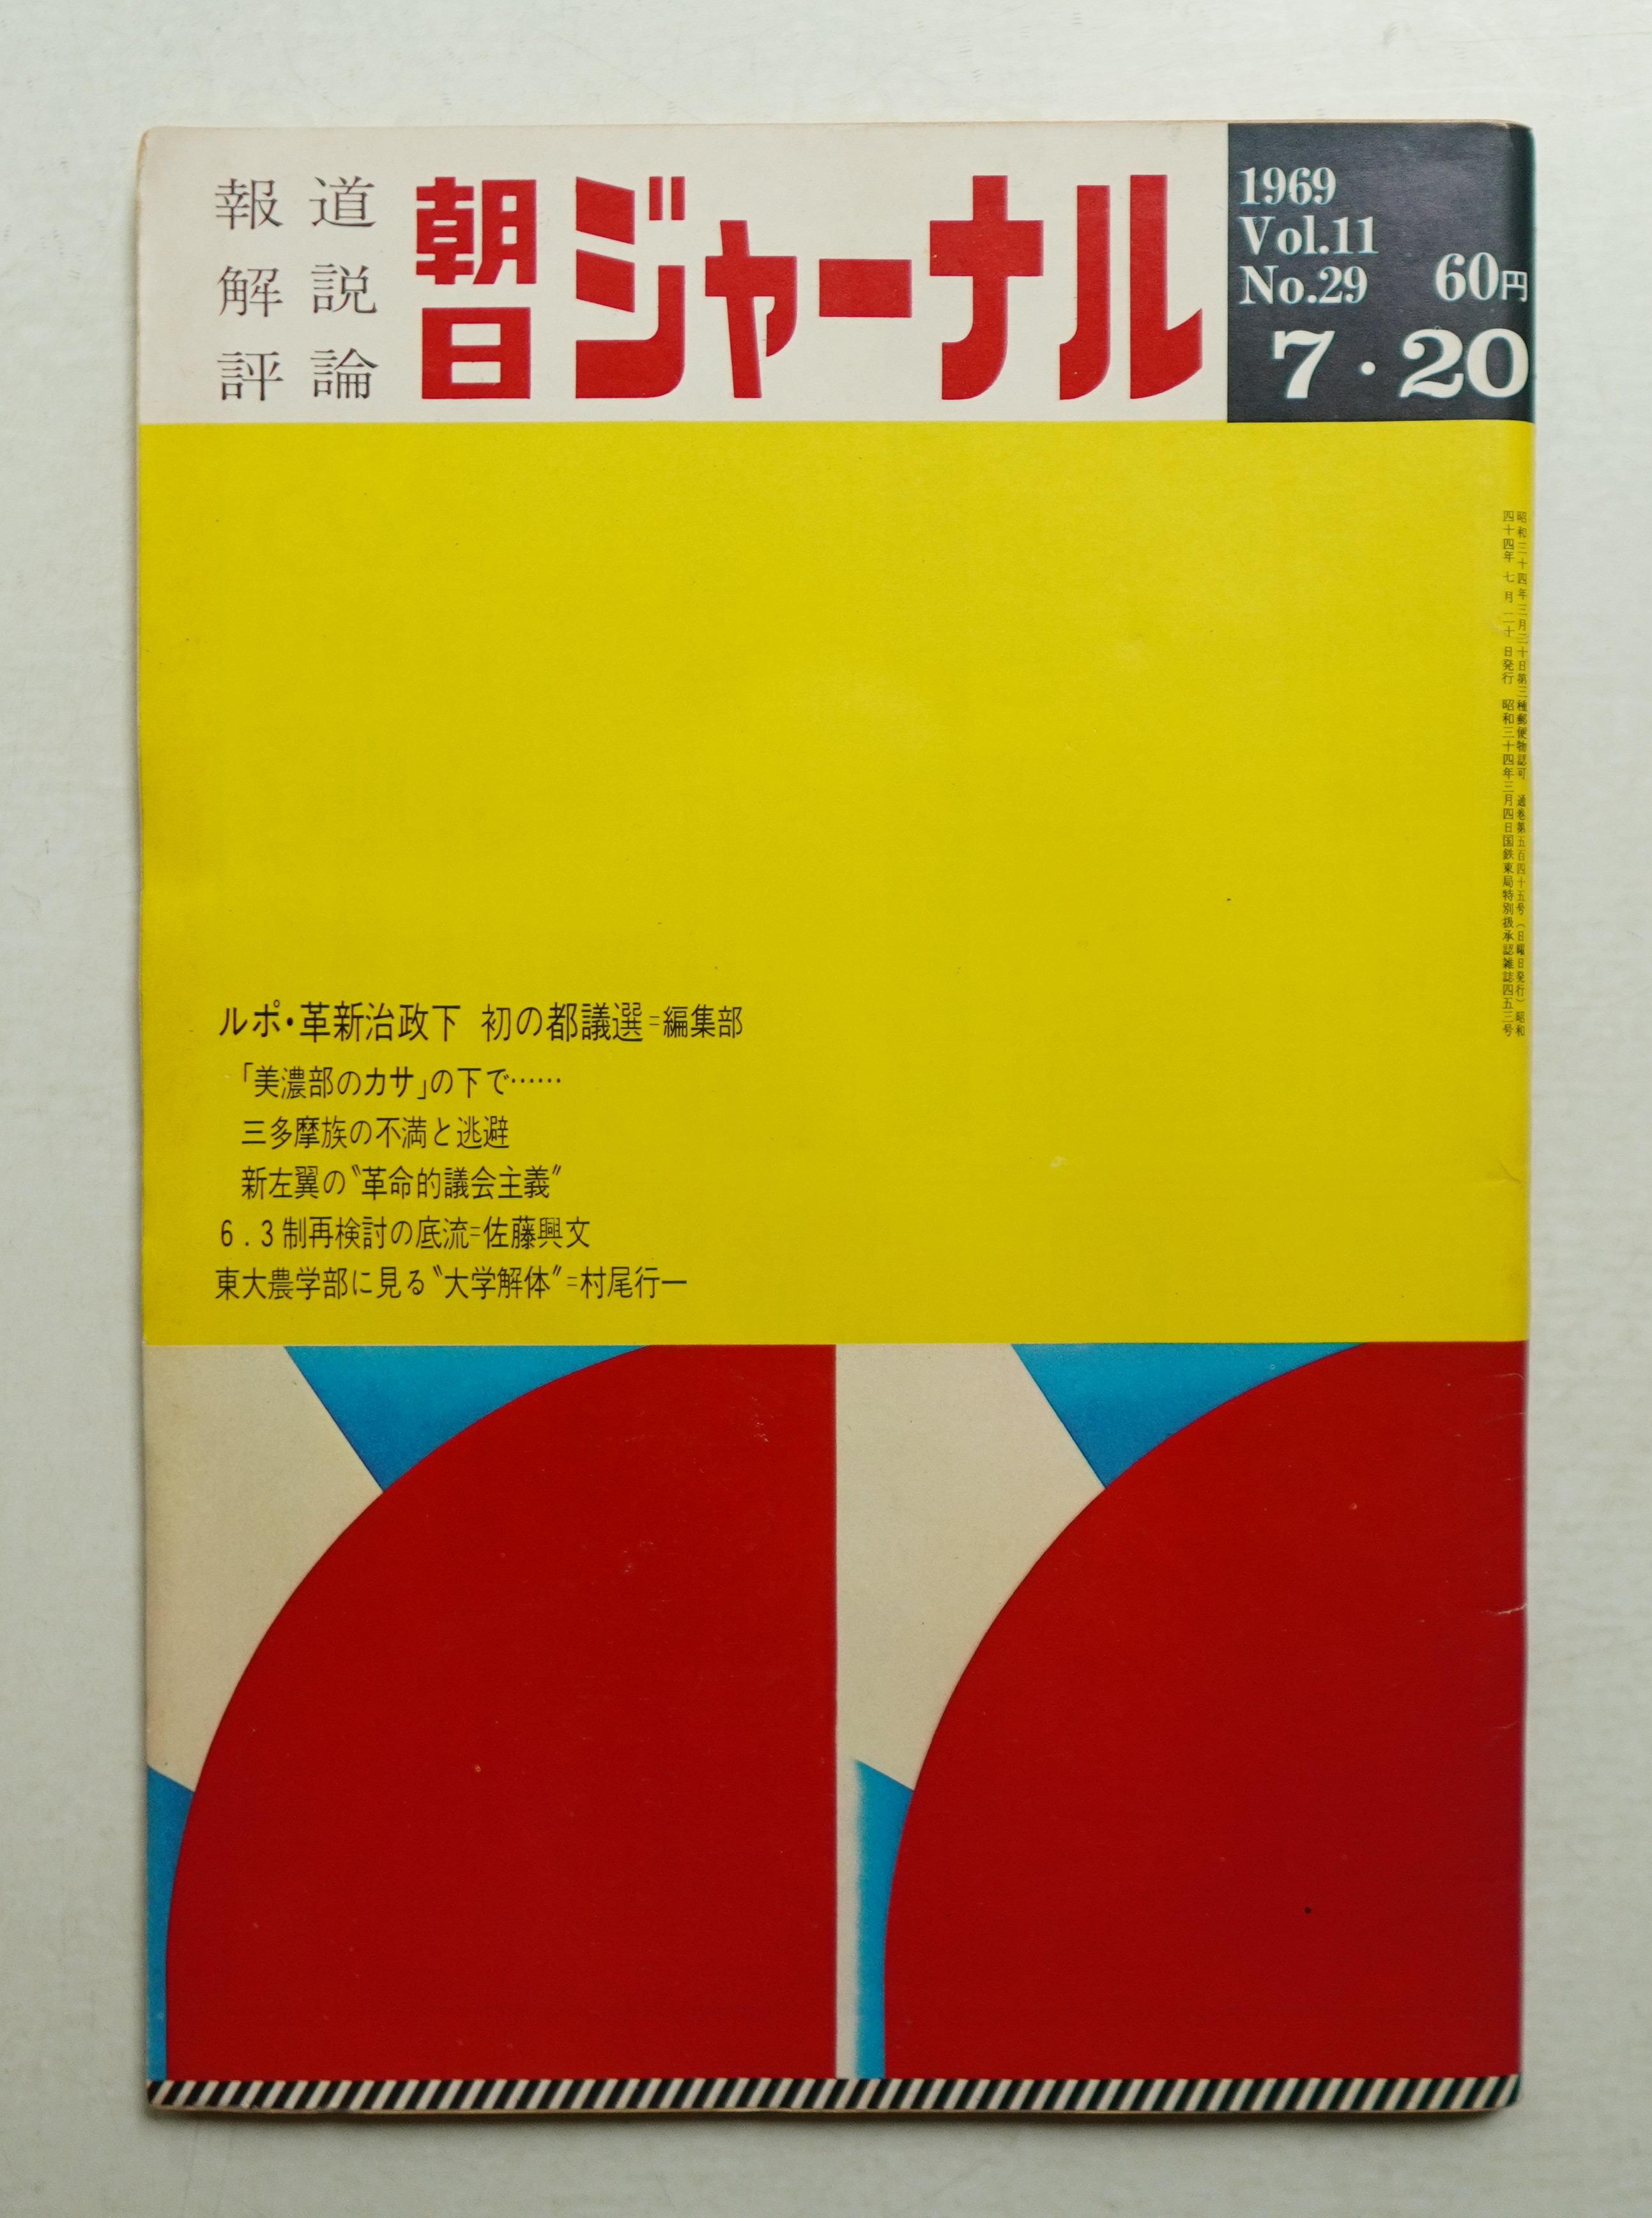 報道
解説
評論
朝日ジャーナル
1969
Vol.11
No.29 60円
7・20
昭和三十四年三月三十日第三種郵便物認可 通巻第五百四十五号(日曜日発行)昭和
四十四年七月二十日発行 昭和三十四年三月四日国鉄東局特別扱承認雑誌四五三号
ルポ・革新治政下 初の都議選=編集部
「美濃部のカサ」の下で……
三多摩族の不満と逃避
新左翼の〝革命的議会主義〞
6.3制再検討の底流=佐藤興文
東大農学部に見る〝大学解体〞=村尾行一